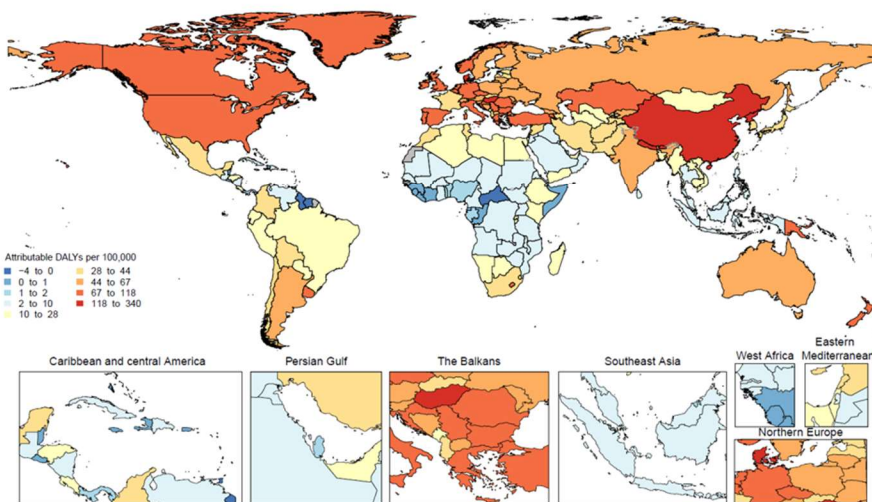 Attributable DALYs per 100,000
−4 to 0
0 to 1
1 to 2
2 to 10
10 to 28
28 to 44
44 to 67
67 to 118
118 to 340
Caribbean and central America
Persian Gulf
The Balkans
Southeast Asia
West Africa
Eastern
Mediterranean
Northern Europe